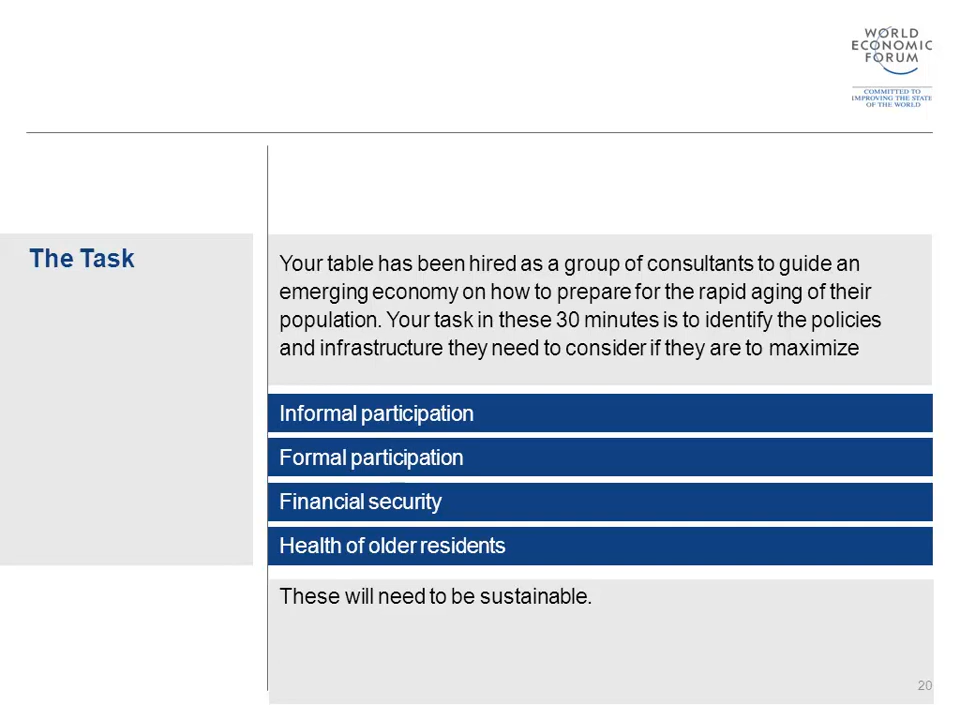 WORLD
ECONOMIC
FORUM
COMMITTED TO
IMPROVING THE STATE
OF THE WORLD
The Task
Your table has been hired as a group of consultants to guide an
emerging economy on how to prepare for the rapid aging of their
population. Your task in these 30 minutes is to identify the policies
and infrastructure they need to consider if they are to maximize
Informal participation
Formal participation
Financial security
Health of older residents
These will need to be sustainable.
20